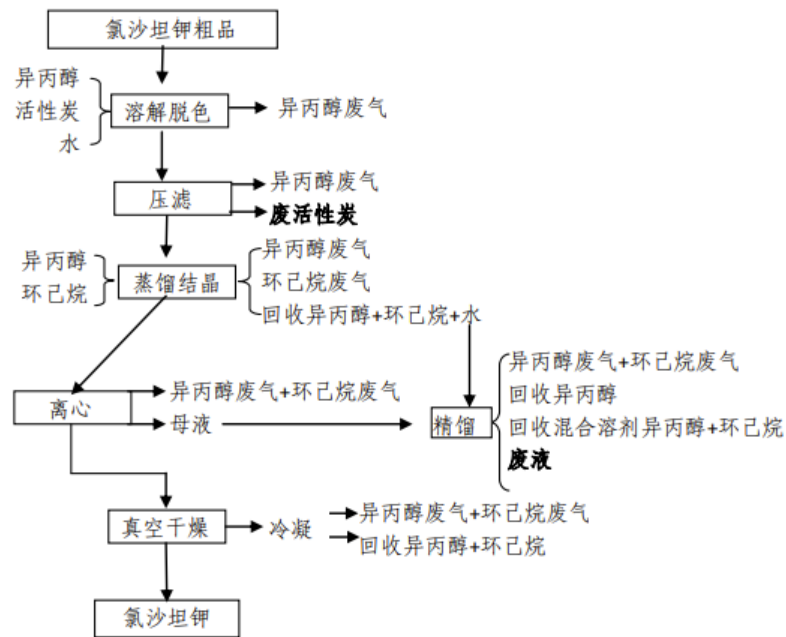 氯沙坦钾粗品
异丙醇
活性炭
水
溶解脱色
异丙醇废气
压滤
异丙醇废气
废活性炭
异丙醇
环己烷
蒸馏结晶
异丙醇废气
环己烷废气
回收异丙醇+环己烷+水
离心
异丙醇废气+环己烷废气
母液
精馏
异丙醇废气+环己烷废气
回收异丙醇
回收混合溶剂异丙醇+环己烷
废液
真空干燥
冷凝
异丙醇废气+环己烷废气
回收异丙醇+环己烷
氯沙坦钾